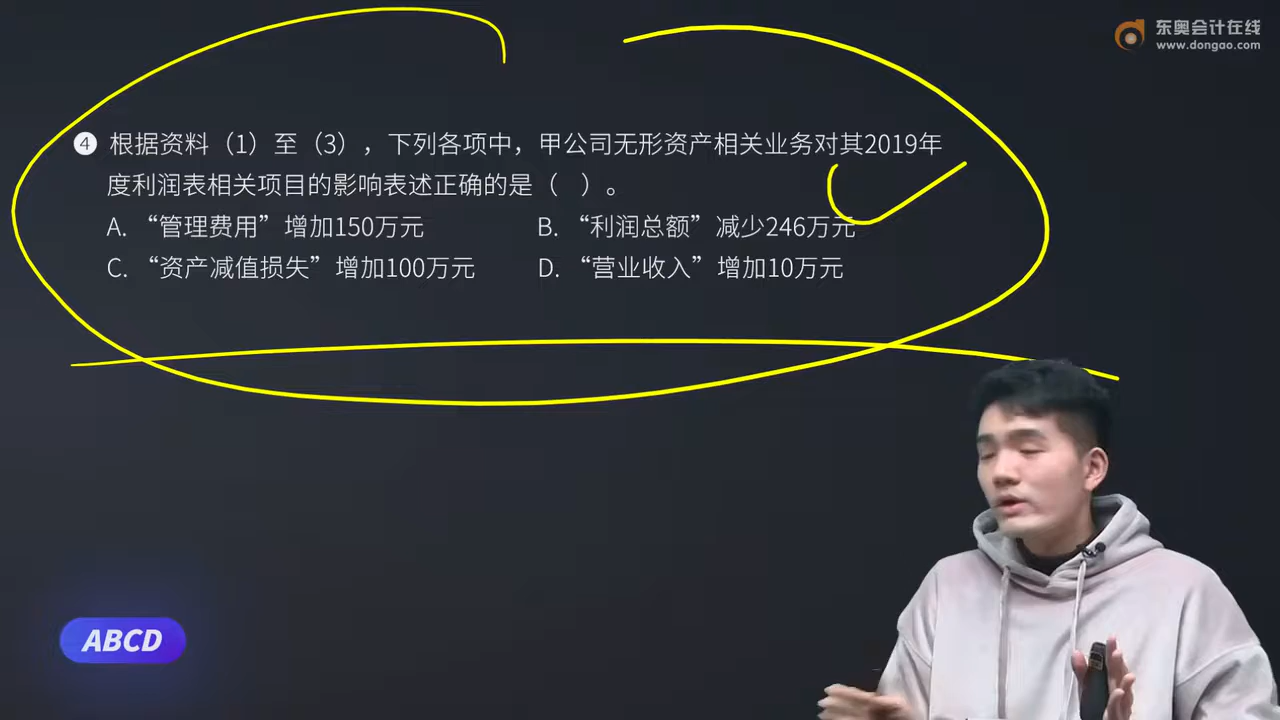 东奥会计在线
www.dongao.com
❹ 根据资料（1）至（3），下列各项中，甲公司无形资产相关业务对其2019年
度利润表相关项目的影响表述正确的是（ ）。
A. “管理费用”增加150万元 B. “利润总额”减少246万元
C. “资产减值损失”增加100万元 D. “营业收入”增加10万元
ABCD